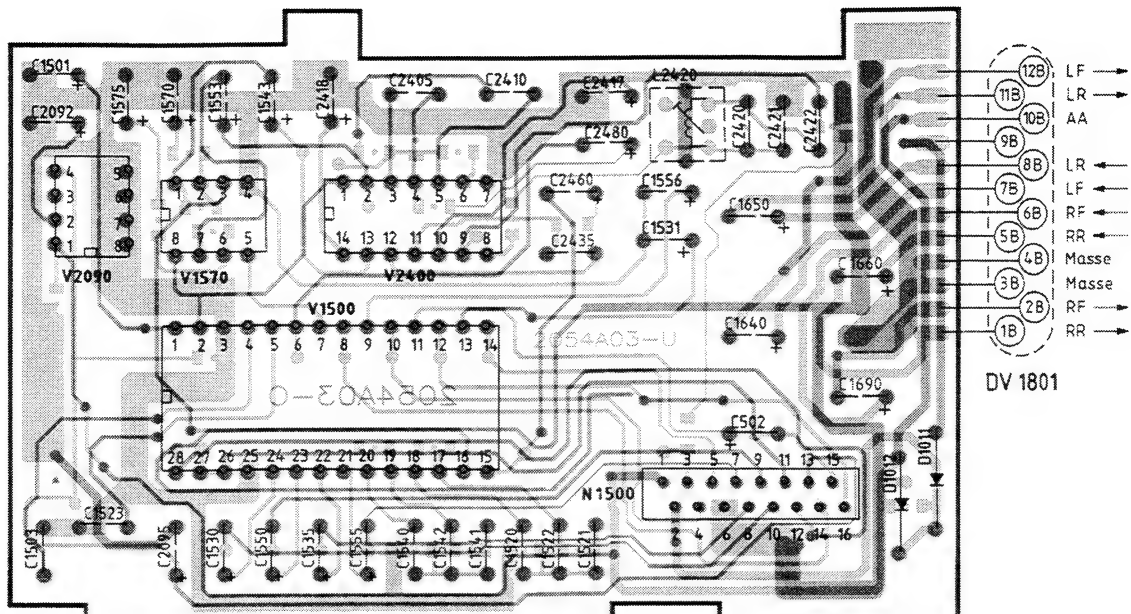 C1501
C2092
C1575
C1570
C1553
C1543
C2418
C2405
C2410
C2417
L2420
C2480
C2420
C2421
C2422
12B LF
11B LR
10B AA
9B
8B LR
7B LF
6B RF
5B RR
4B Masse
3B Masse
2B RF
1B RR
DV 1801
4 5
3 6
2 7
1 8
V2090
1 2 3 4
8 7 6 5
V1570
1 2 3 4 5 6 7
14 13 12 11 10 9 8
V2400
C2460
C2435
C1556
C1531
C1650
C1660
C1640
C1690
V1500
1 2 3 4 5 6 7 8 9 10 11 12 13 14
2054A03-U
2054A03-O
28 27 26 25 24 23 22 21 20 19 18 17 16 15
C502
N1500
1 3 5 7 9 11 13 15
2 4 6 8 10 12 14 16
D1012
D1011
C1503
C1523
C2095
C1530
C1550
C1535
C1555
C1540
C1542
C1541
C1520
C1522
C1521